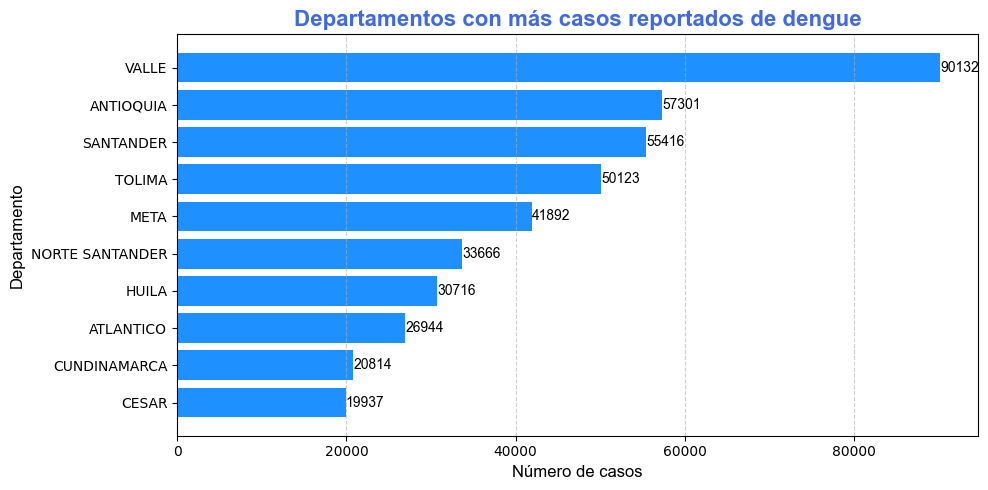 Departamentos con más casos reportados de dengue
Departamento
VALLE 90132
ANTIOQUIA 57301
SANTANDER 55416
TOLIMA 50123
META 41892
NORTE SANTANDER 33666
HUILA 30716
ATLANTICO 26944
CUNDINAMARCA 20814
CESAR 19937
0 20000 40000 60000 80000
Número de casos